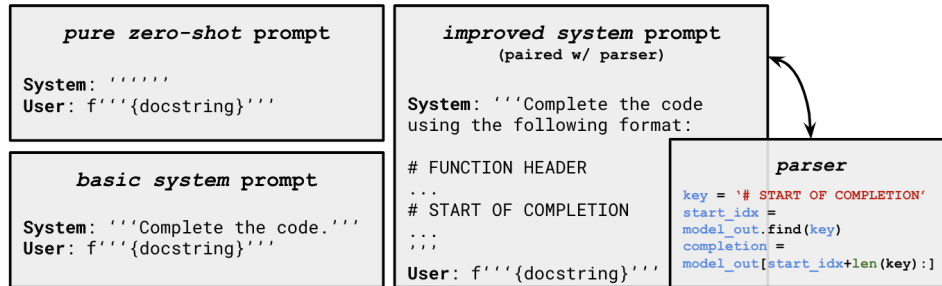 pure zero-shot prompt
System: ‘‘‘’’’
User: f‘‘‘{docstring}’’’
basic system prompt
System: ‘‘‘Complete the code.’’’
User: f‘‘‘{docstring}’’’
improved system prompt
(paired w/ parser)
System: ‘‘‘Complete the code
using the following format:
# FUNCTION HEADER
...
# START OF COMPLETION
...
’’’
User: f‘‘‘{docstring}’’’
parser
key = ‘# START OF COMPLETION’
start_idx =
model_out.find(key)
completion =
model_out[start_idx+len(key):]